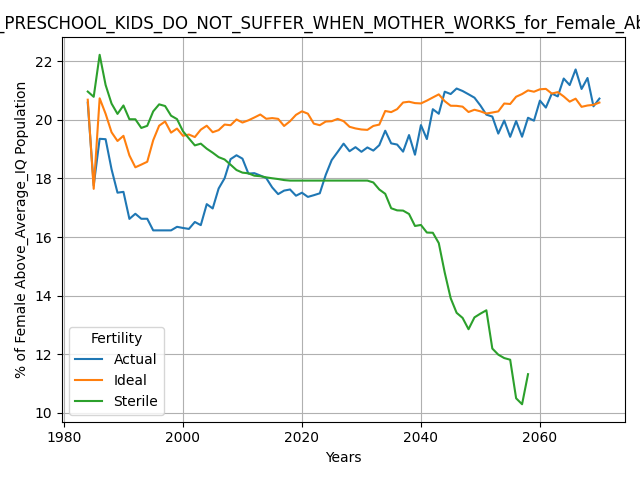 _PRESCHOOL_KIDS_DO_NOT_SUFFER_WHEN_MOTHER_WORKS_for_Female_Ab
22
20
18
16
14
12
10
% of Female Above_Average_IQ Population
Fertility
Actual
Ideal
Sterile
1980
2000
2020
2040
2060
Years